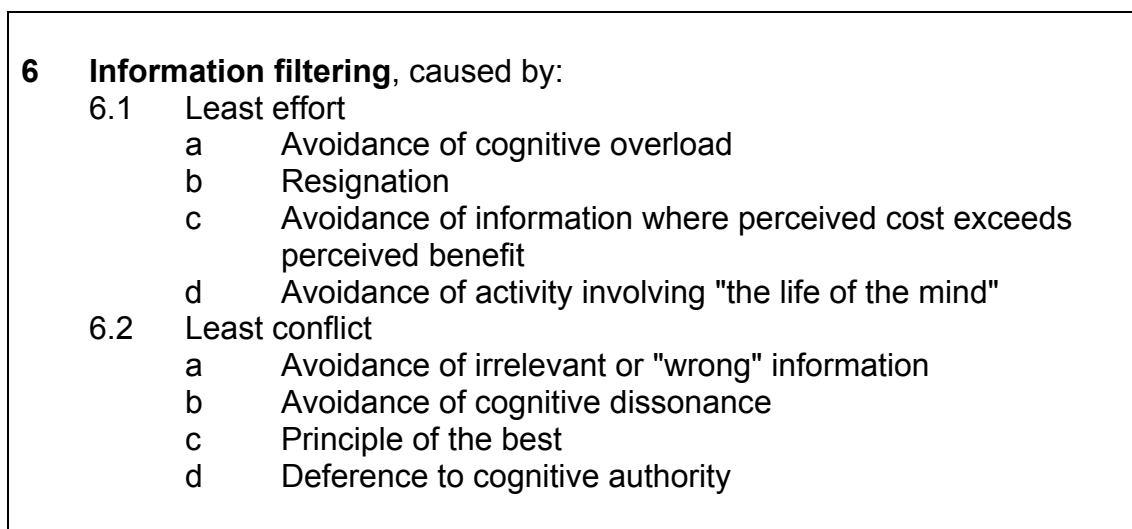 6 Information filtering, caused by:
6.1 Least effort
a Avoidance of cognitive overload
b Resignation
c Avoidance of information where perceived cost exceeds
perceived benefit
d Avoidance of activity involving "the life of the mind"
6.2 Least conflict
a Avoidance of irrelevant or "wrong" information
b Avoidance of cognitive dissonance
c Principle of the best
d Deference to cognitive authority